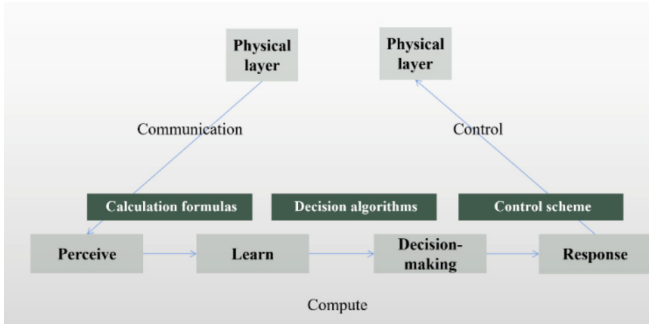 Physical
layer
Physical
layer
Communication
Control
Calculation formulas
Decision algorithms
Control scheme
Perceive
Learn
Decision-
making
Response
Compute